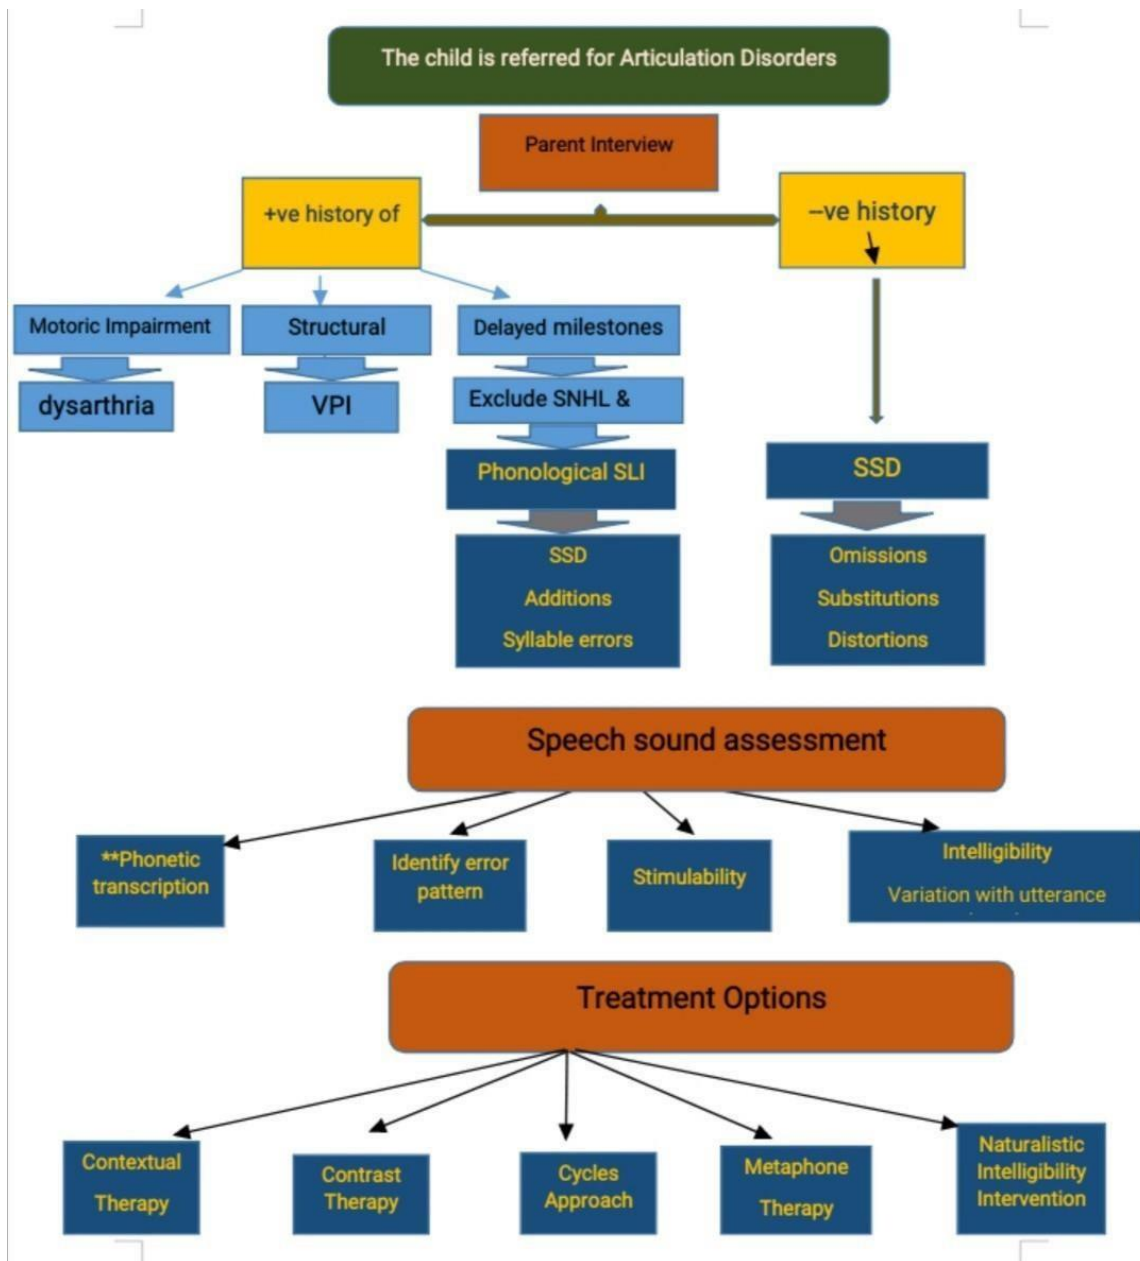 The child is referred for Articulation Disorders
Parent Interview
+ve history of
–ve history
Motoric Impairment
Structural
Delayed milestones
dysarthria
VPI
Exclude SNHL &
Phonological SLI
SSD
SSD
Additions
Syllable errors
Omissions
Substitutions
Distortions
Speech sound assessment
**Phonetic
transcription
Identify error
pattern
Stimulability
Intelligibility
Variation with utterance
Treatment Options
Contextual
Therapy
Contrast
Therapy
Cycles
Approach
Metaphone
Therapy
Naturalistic
Intelligibility
Intervention